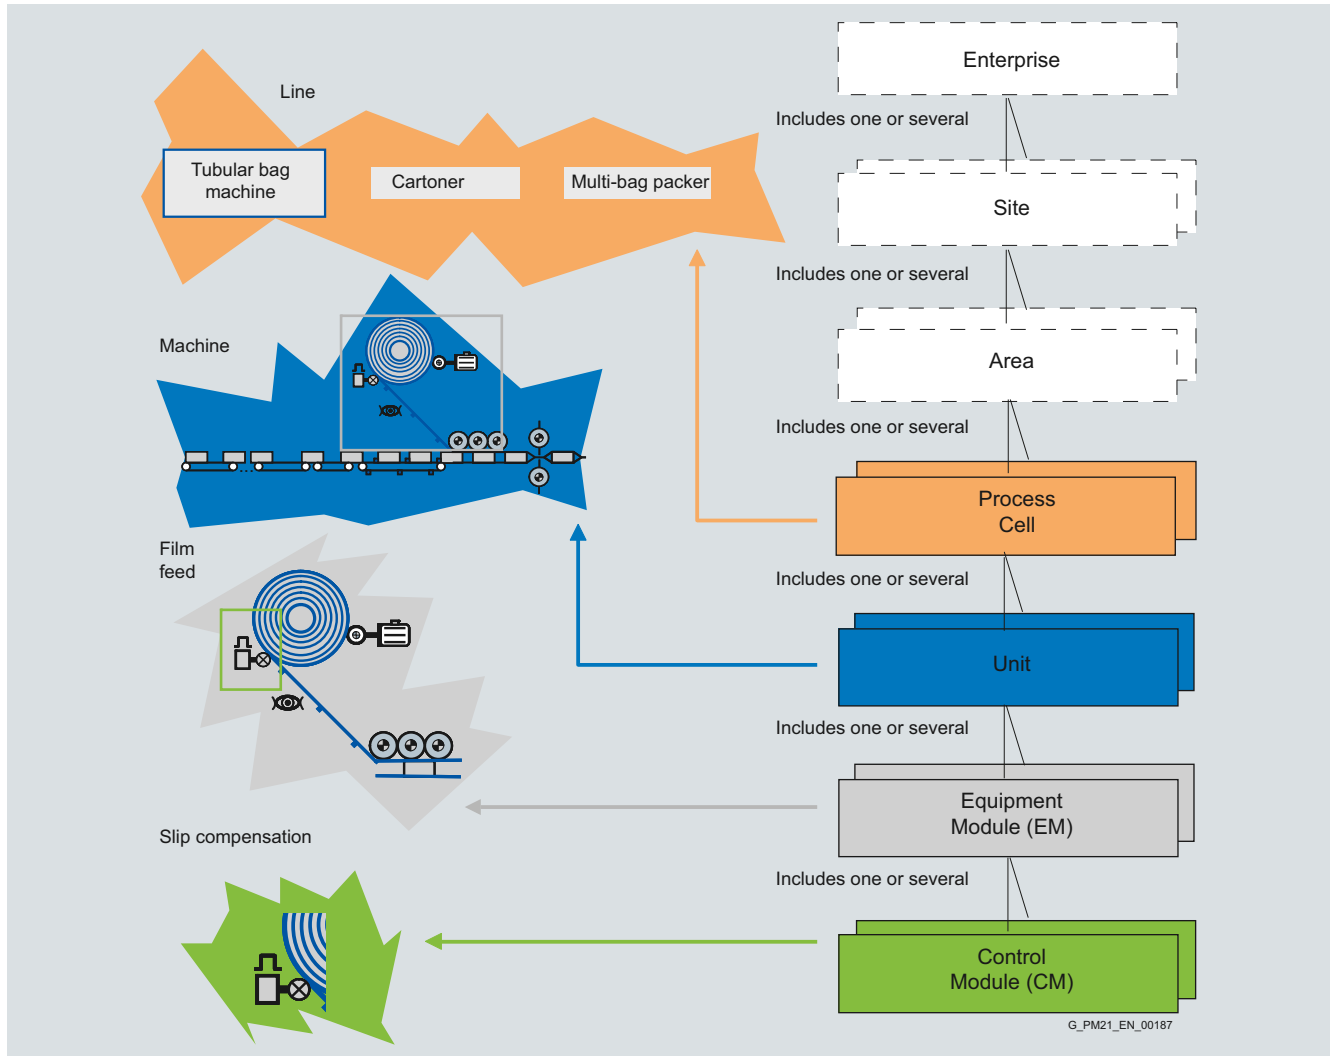 Line
Tubular bag
machine
Cartoner
Multi-bag packer
Machine
Film
feed
Slip compensation
Enterprise
Includes one or several
Site
Includes one or several
Area
Includes one or several
Process
Cell
Includes one or several
Unit
Includes one or several
Equipment
Module (EM)
Includes one or several
Control
Module (CM)
G_PM21_EN_00187